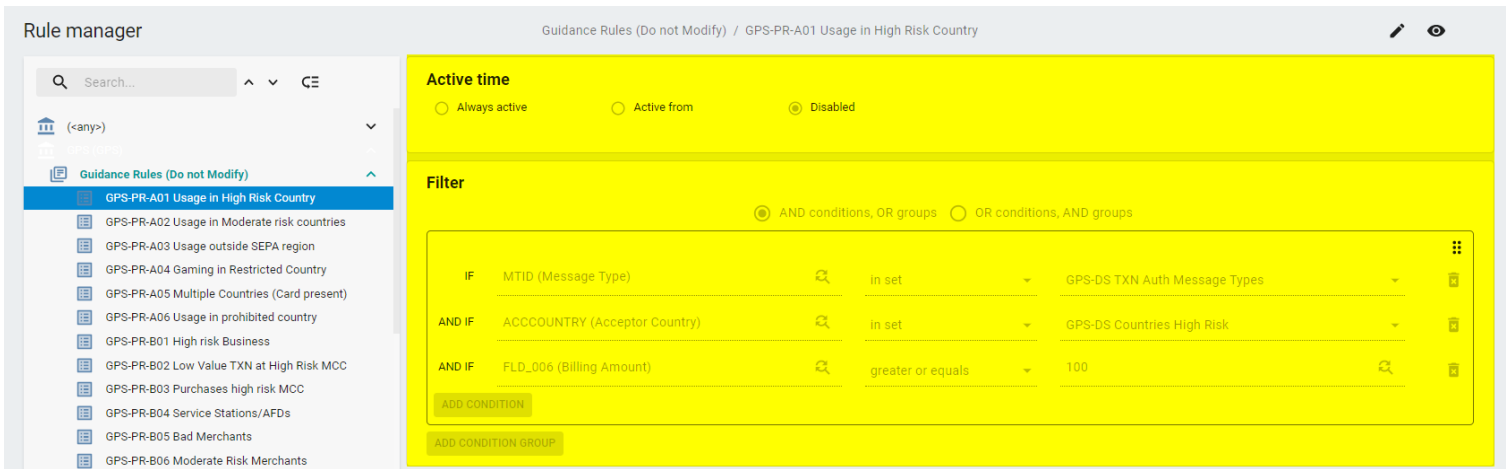 Rule manager
Guidance Rules (Do not Modify) / GPS-PR-A01 Usage in High Risk Country
Search...
(<any>)
Guidance Rules (Do not Modify)
GPS-PR-A01 Usage in High Risk Country
GPS-PR-A02 Usage in Moderate risk countries
GPS-PR-A03 Usage outside SEPA region
GPS-PR-A04 Gaming in Restricted Country
GPS-PR-A05 Multiple Countries (Card present)
GPS-PR-A06 Usage in prohibited country
GPS-PR-B01 High risk Business
GPS-PR-B02 Low Value TXN at High Risk MCC
GPS-PR-B03 Purchases high risk MCC
GPS-PR-B04 Service Stations/AFDs
GPS-PR-B05 Bad Merchants
GPS-PR-B06 Moderate Risk Merchants
Active time
Always active Active from Disabled
Filter
AND conditions, OR groups OR conditions, AND groups
IF MTID (Message Type) in set GPS-DS TXN Auth Message Types
AND IF ACCCOUNTRY (Acceptor Country) in set GPS-DS Countries High Risk
AND IF FLD_006 (Billing Amount) greater or equals 100
ADD CONDITION
ADD CONDITION GROUP